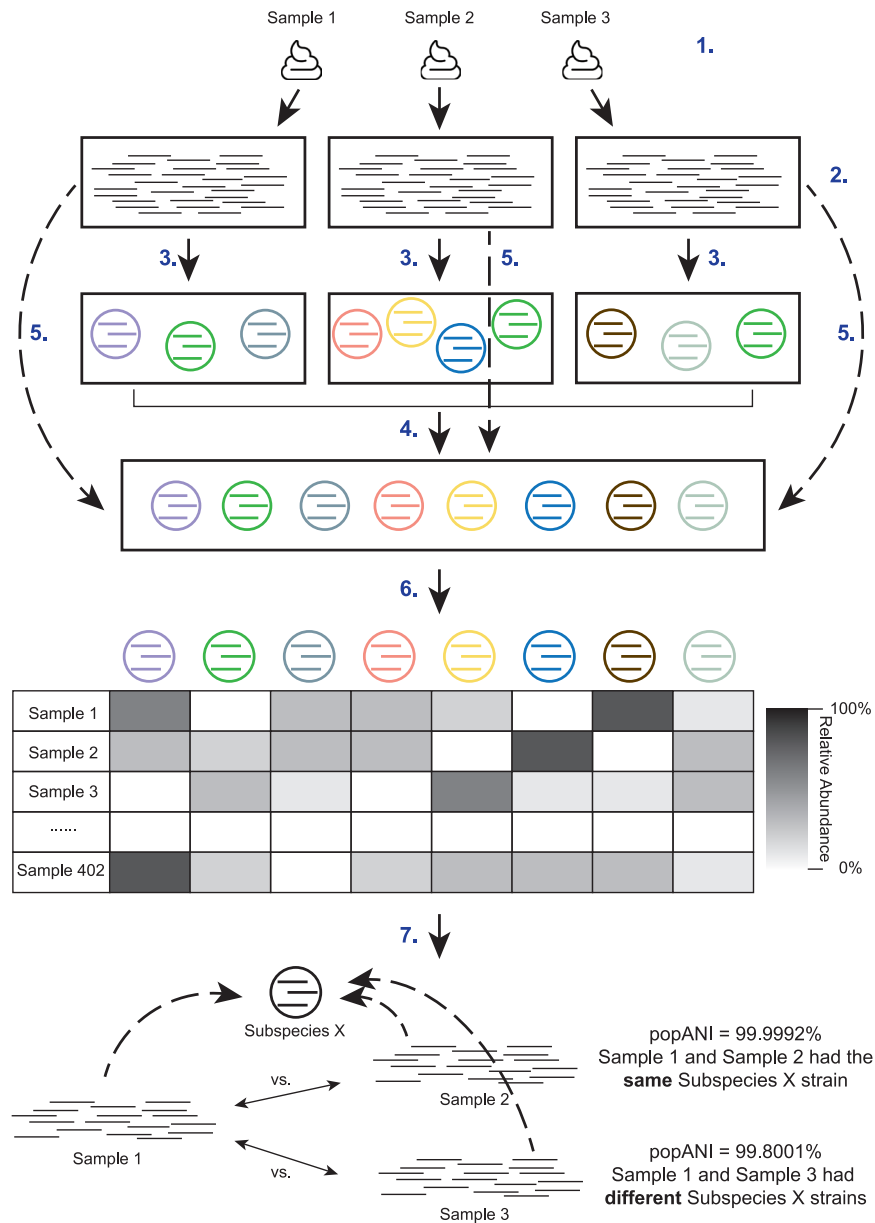 Sample 1
Sample 2
Sample 3
1.
2.
3.
3.
5.
3.
5.
5.
4.
6.
Sample 1
Sample 2
Sample 3
......
Sample 402
100%
Relative Abundance
0%
7.
Subspecies X
popANI = 99.9992%
Sample 1 and Sample 2 had the
same Subspecies X strain
vs.
Sample 2
Sample 1
vs.
popANI = 99.8001%
Sample 1 and Sample 3 had
different Subspecies X strains
Sample 3